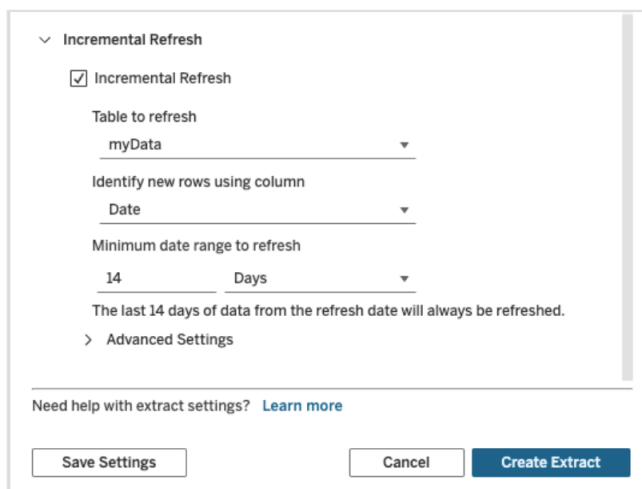 Incremental Refresh
Incremental Refresh
Table to refresh
myData
Identify new rows using column
Date
Minimum date range to refresh
14 Days
The last 14 days of data from the refresh date will always be refreshed.
Advanced Settings
Need help with extract settings? Learn more
Save Settings Cancel Create Extract